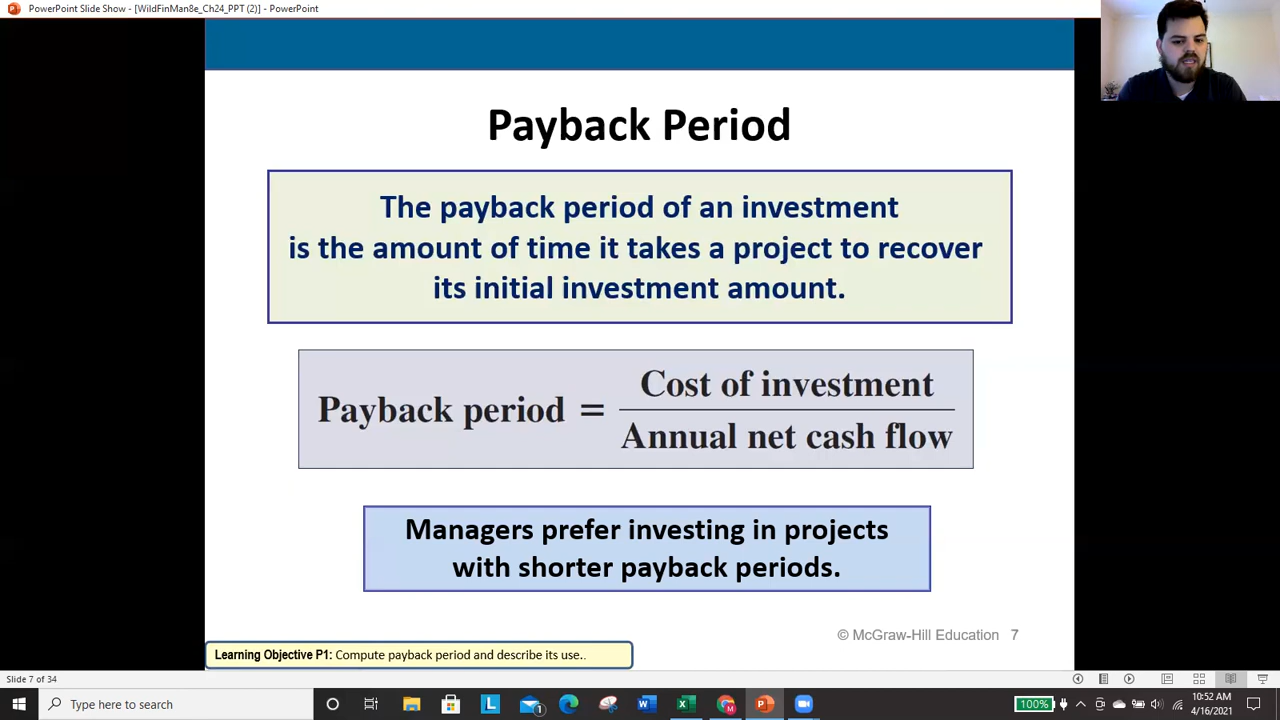 PowerPoint Slide Show - [WildFinMan8e_Ch24_PPT (2)] - PowerPoint
Payback Period
The payback period of an investment
is the amount of time it takes a project to recover
its initial investment amount.
Payback period = Cost of investment
Annual net cash flow
Managers prefer investing in projects
with shorter payback periods.
© McGraw-Hill Education 7
Learning Objective P1: Compute payback period and describe its use..
Slide 7 of 34
Type here to search
100%
10:52 AM
4/16/2021